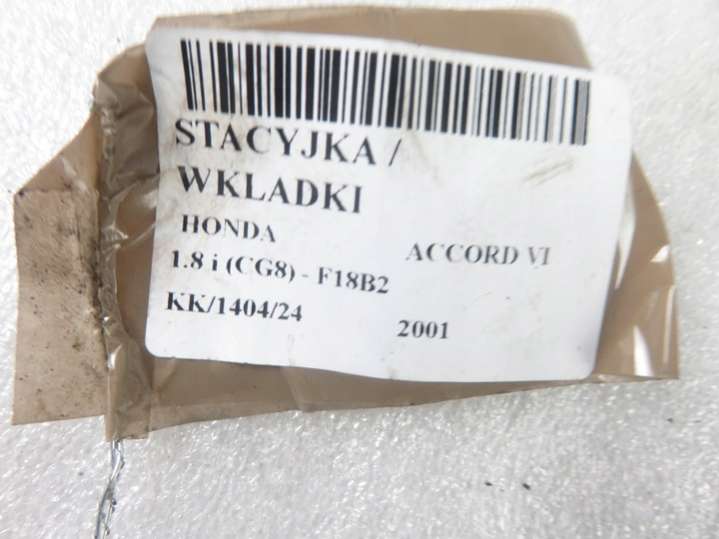 STACYJKA /
WKLADKI
HONDA ACCORD VI
1.8 i (CG8) - F18B2
KK/1404/24 2001